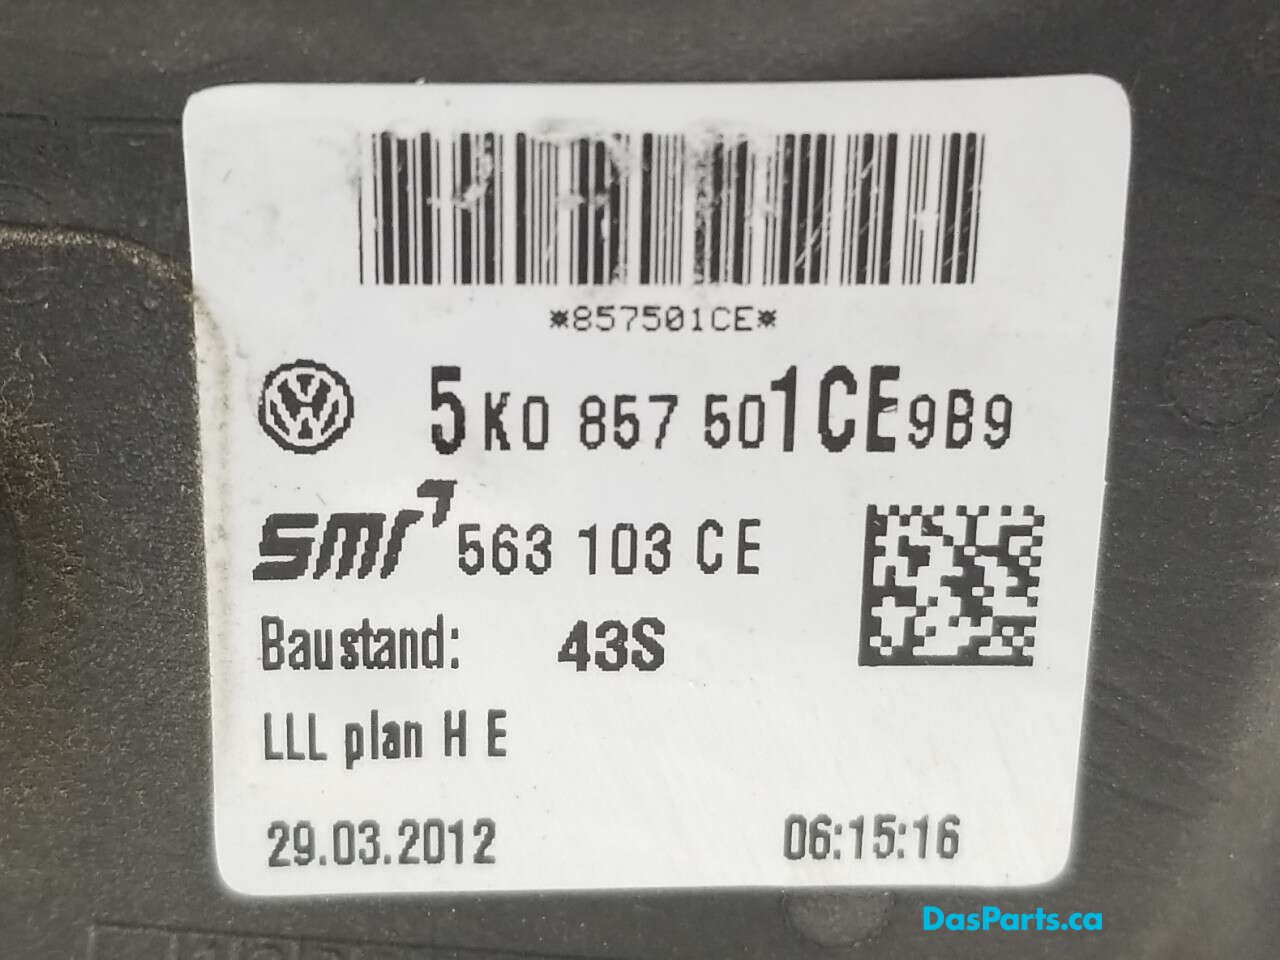 *857501CE*
5K0 857 501CE9B9
smr 563 103 CE
Baustand: 43S
LLL plan H E
29.03.2012 06:15:16
DasParts.ca